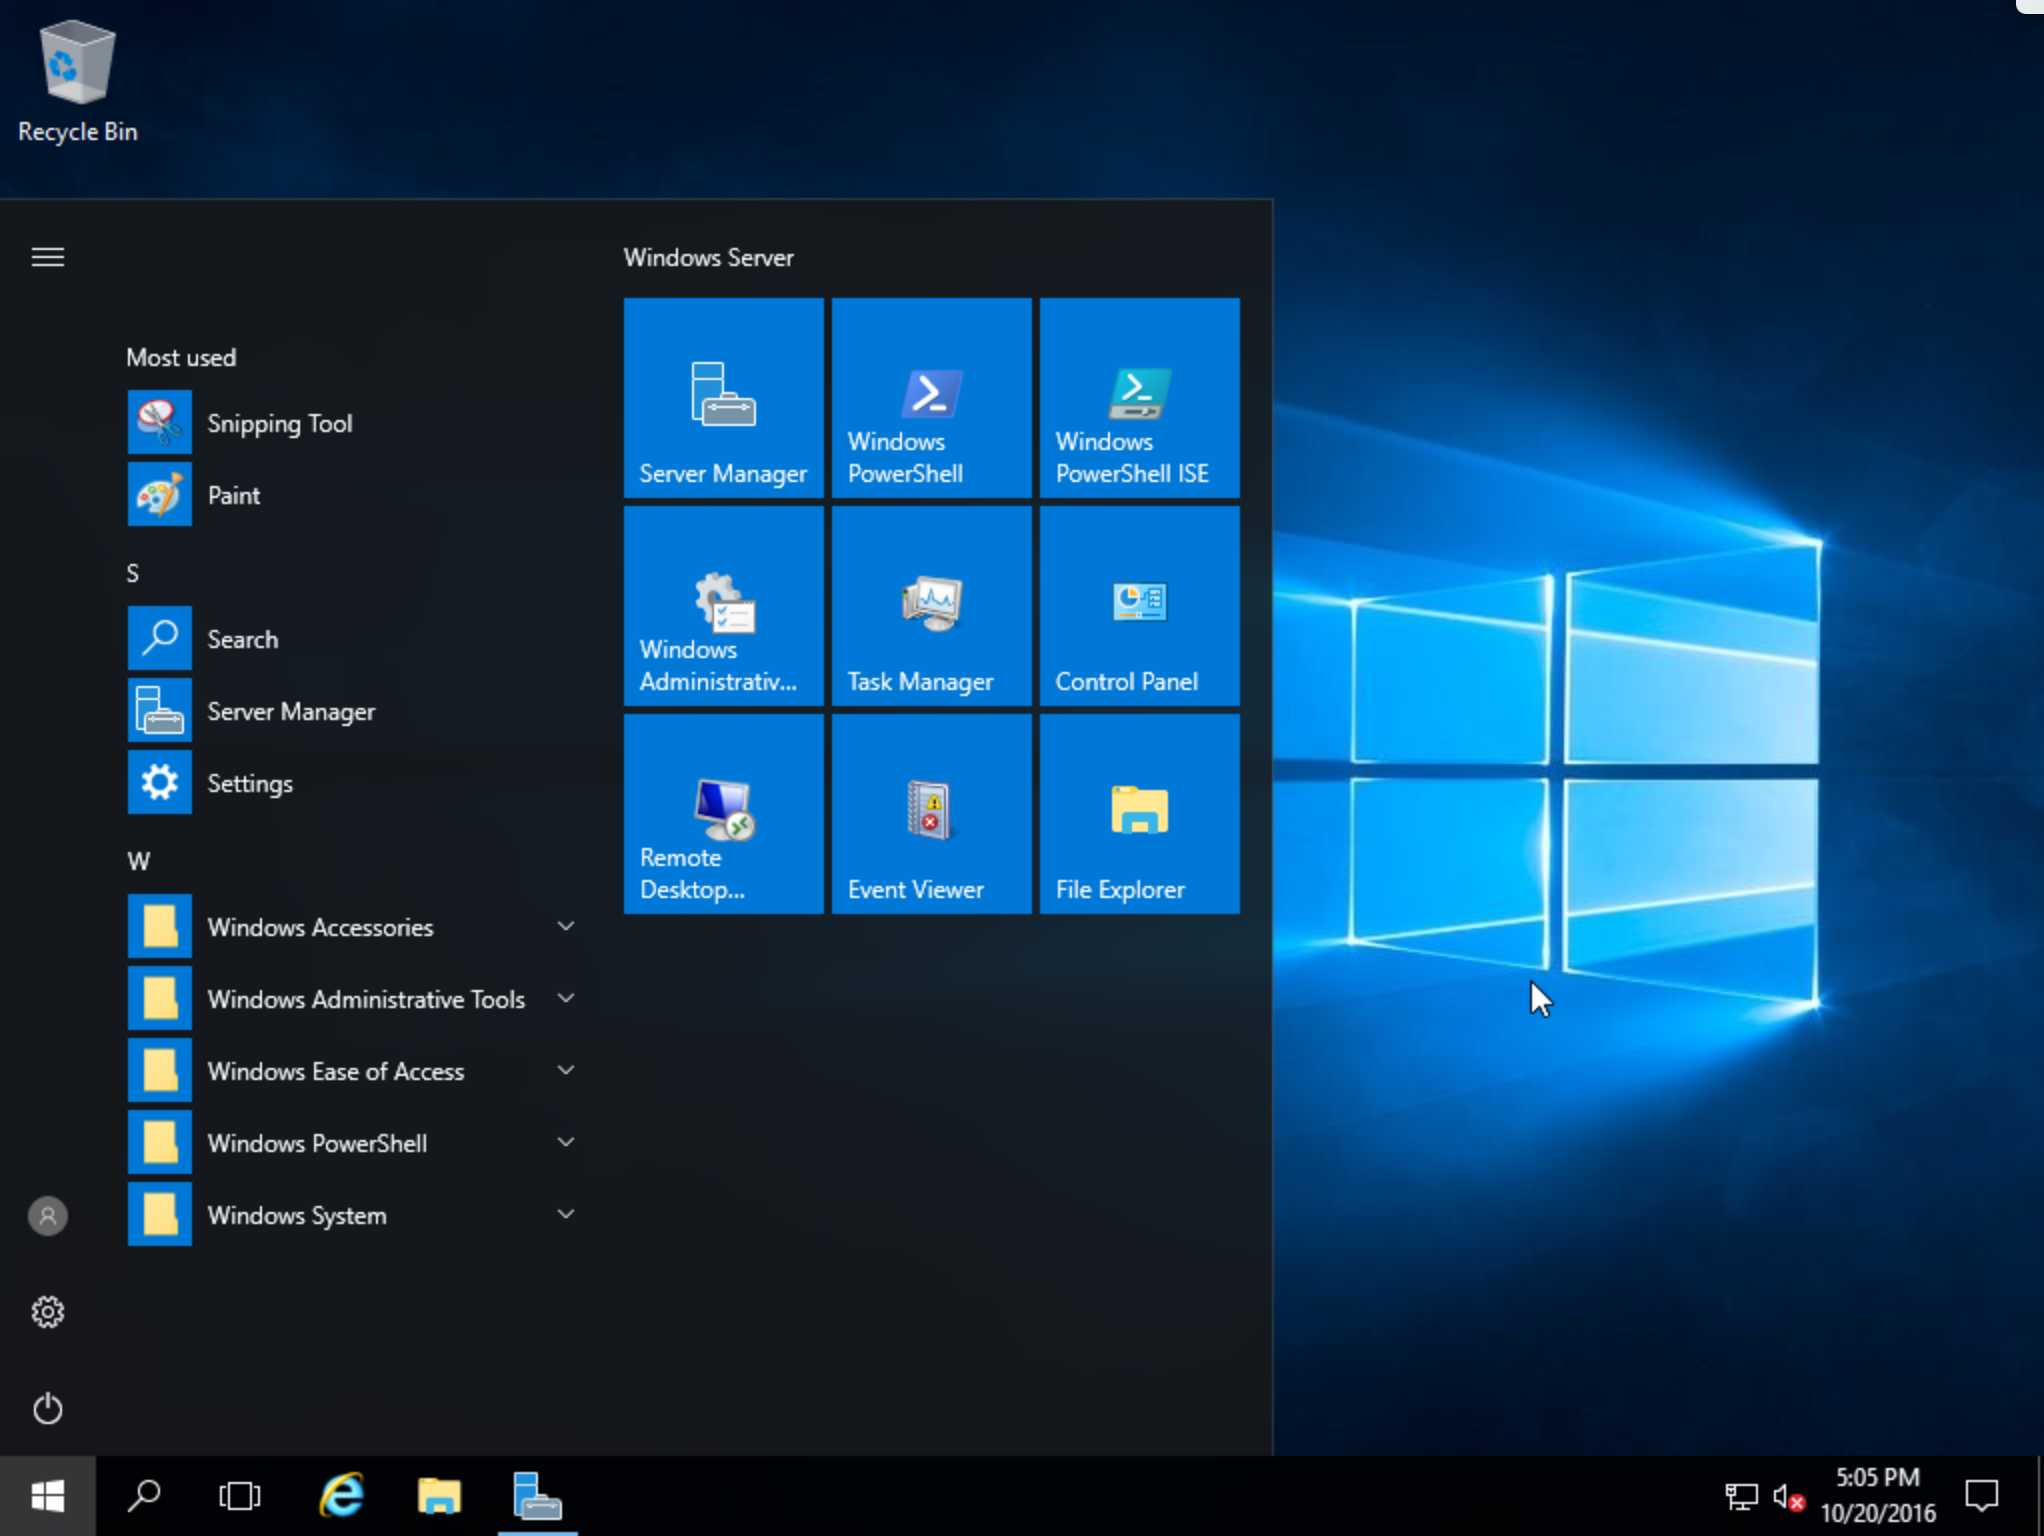 Recycle Bin
Most used
Snipping Tool
Paint
S
Search
Server Manager
Settings
W
Windows Accessories
Windows Administrative Tools
Windows Ease of Access
Windows PowerShell
Windows System
Windows Server
Server Manager
Windows
PowerShell
Windows
PowerShell ISE
Windows
Administrativ...
Task Manager
Control Panel
Remote
Desktop...
Event Viewer
File Explorer
5:05 PM
10/20/2016